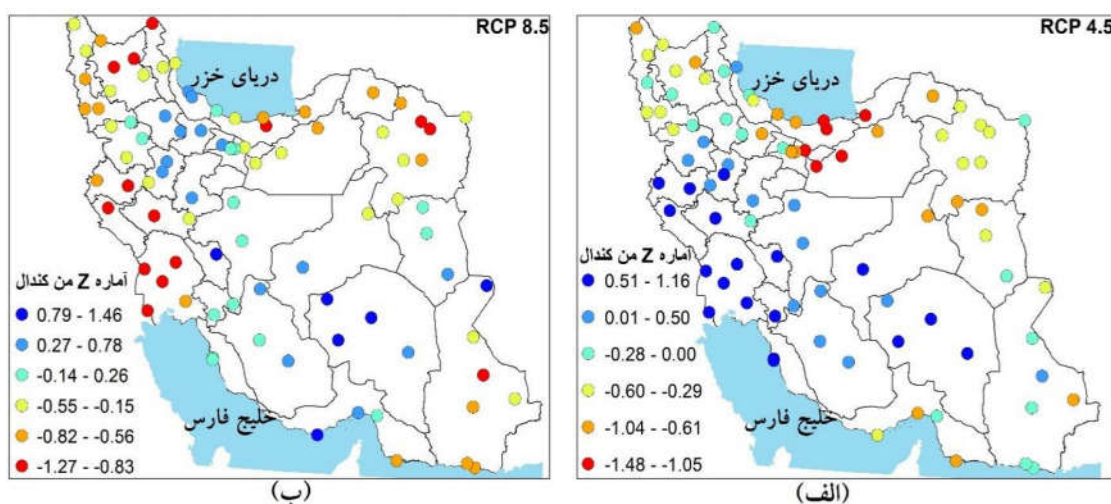 RCP 8.5
دریای خزر
آماره Z من کندال
0.79 - 1.46
0.27 - 0.78
-0.14 - 0.26
-0.55 - -0.15
-0.82 - -0.56
-1.27 - -0.83
خلیج فارس
(ب)
RCP 4.5
دریای خزر
آماره Z من کندال
0.51 - 1.16
0.01 - 0.50
-0.28 - 0.00
-0.60 - -0.29
-1.04 - -0.61
-1.48 - -1.05
خلیج فارس
(الف)